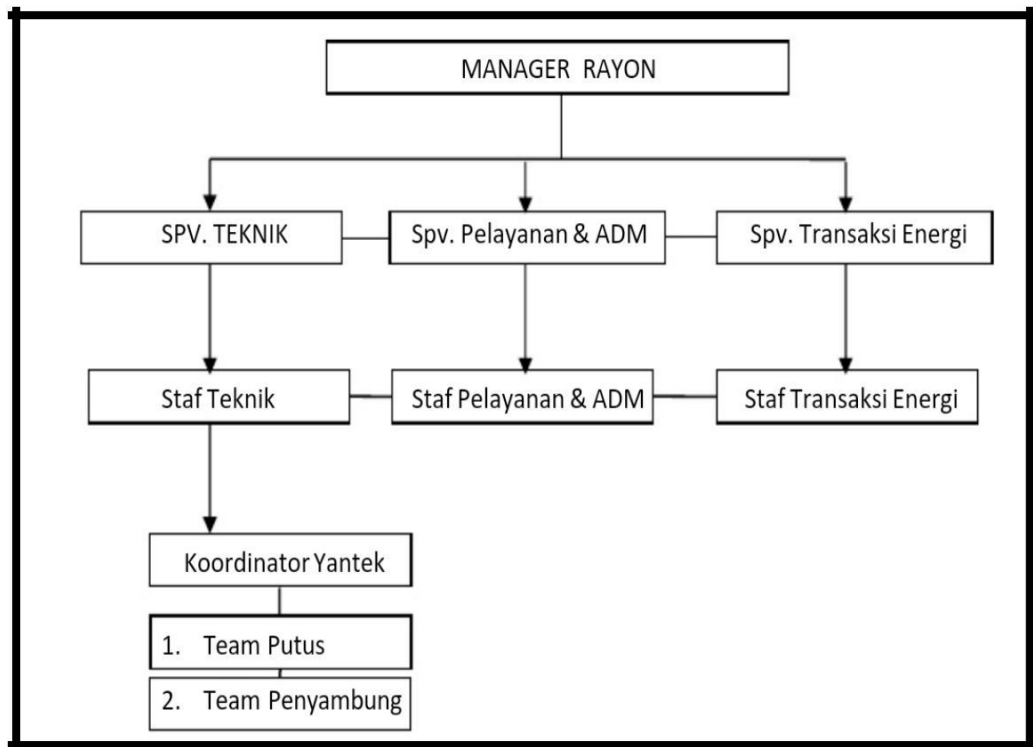 MANAGER RAYON
SPV. TEKNIK
Spv. Pelayanan & ADM
Spv. Transaksi Energi
Staf Teknik
Staf Pelayanan & ADM
Staf Transaksi Energi
Koordinator Yantek
1. Team Putus
2. Team Penyambung